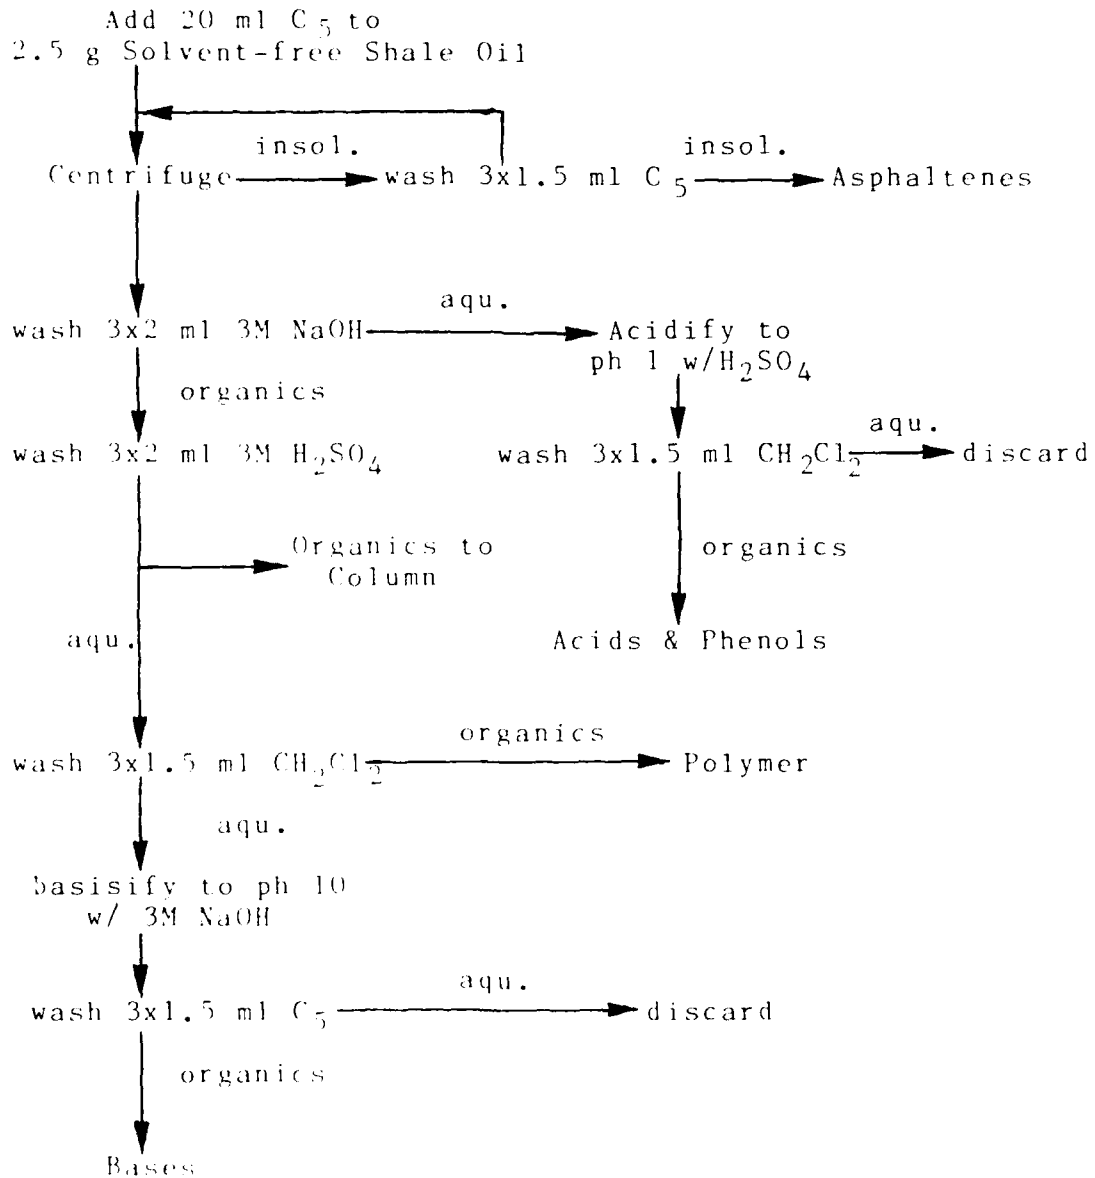 Add 20 ml C5 to
2.5 g Solvent-free Shale Oil
insol.
insol.
Centrifuge
wash 3x1.5 ml C5
Asphaltenes
aqu.
wash 3x2 ml 3M NaOH
Acidify to
ph 1 w/H2SO4
organics
aqu.
wash 3x2 ml 3M H2SO4
wash 3x1.5 ml CH2Cl2
discard
Organics to
Column
organics
aqu.
Acids & Phenols
organics
wash 3x1.5 ml CH2Cl2
Polymer
aqu.
basisify to ph 10
w/ 3M NaOH
aqu.
wash 3x1.5 ml C5
discard
organics
Bases